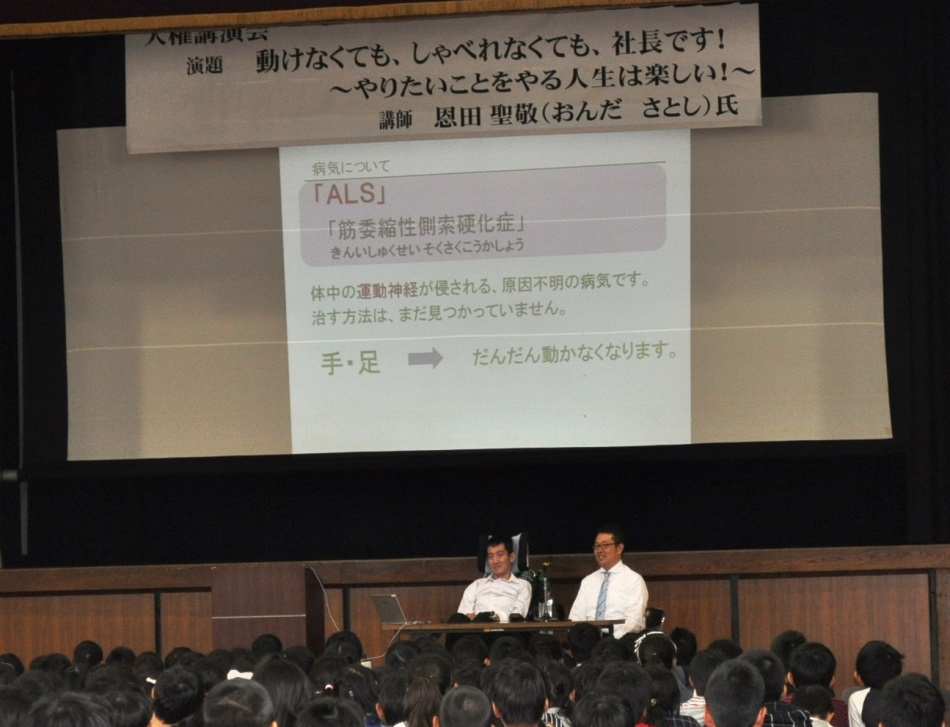 人権講演会
演題 動けなくても、しゃべれなくても、社長です!
～やりたいことをやる人生は楽しい!～
講師 恩田 聖敬(おんだ さとし)氏
病気について
「ALS」
「筋萎縮性側索硬化症」
きんいしゅくせい そくさくこうかしょう
体中の運動神経が侵される、原因不明の病気です。
治す方法は、まだ見つかっていません。
手・足 ➡ だんだん動かなくなります。